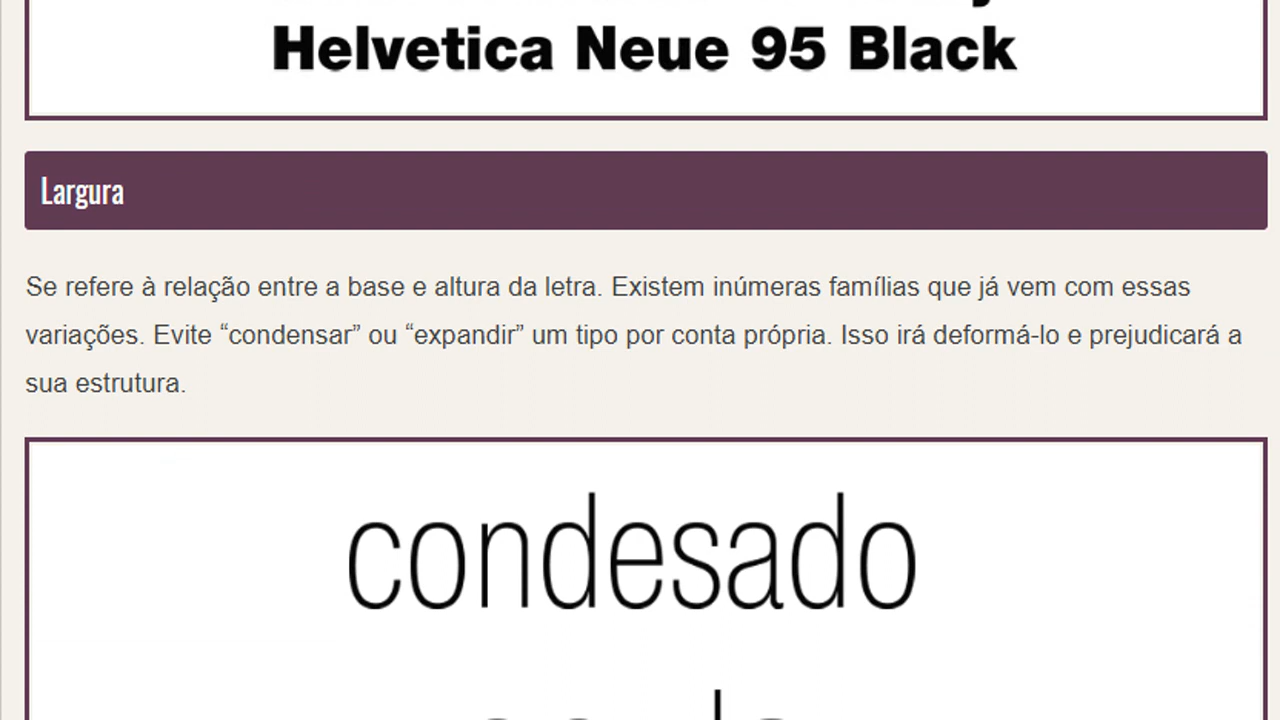 Helvetica Neue 95 Black
Largura
Se refere à relação entre a base e altura da letra. Existem inúmeras famílias que já vem com essas
variações. Evite “condensar” ou “expandir” um tipo por conta própria. Isso irá deformá-lo e prejudicará a
sua estrutura.
condesado